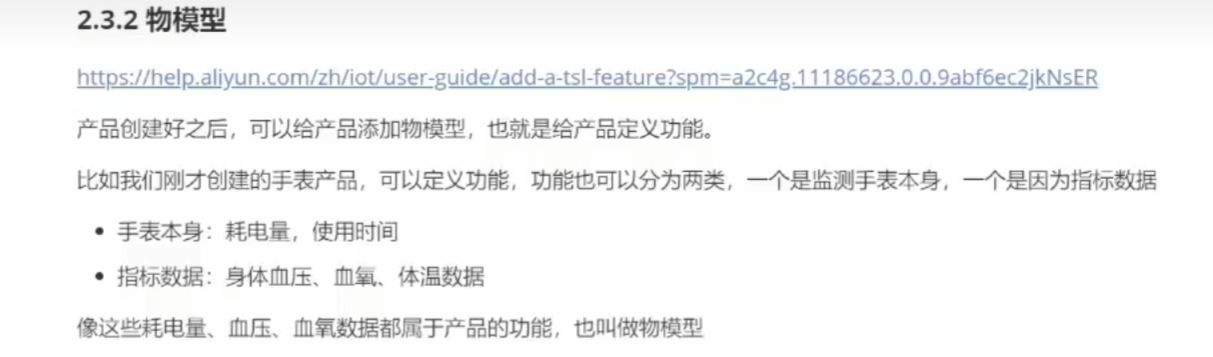 2.3.2 物模型
https://help.aliyun.com/zh/iot/user-guide/add-a-tsl-feature?spm=a2c4g.11186623.0.0.9abf6ec2jkNsER
产品创建好之后，可以给产品添加物模型，也就是给产品定义功能。
比如我们刚才创建的手表产品，可以定义功能，功能也可以分为两类，一个是监测手表本身，一个是因为指标数据
• 手表本身：耗电量，使用时间
• 指标数据：身体血压、血氧、体温数据
像这些耗电量、血压、血氧数据都属于产品的功能，也叫做物模型